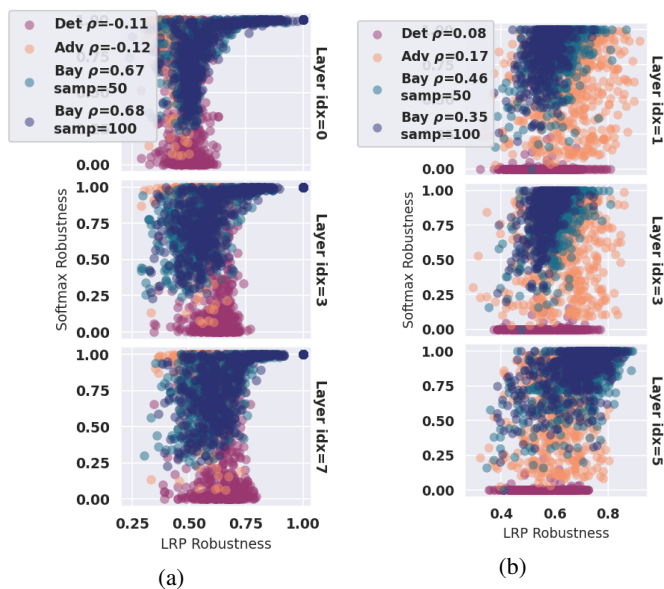 Det ρ=-0.11
Adv ρ=-0.12
Bay ρ=0.67
samp=50
Bay ρ=0.68
samp=100
0.00
Layer idx=0
1.00
0.75
0.50
0.25
0.00
Layer idx=3
Softmax Robustness
1.00
0.75
0.50
0.25
0.00
Layer idx=7
0.25 0.50 0.75 1.00
LRP Robustness
(a)
Det ρ=0.08
Adv ρ=0.17
Bay ρ=0.46
samp=50
Bay ρ=0.35
samp=100
0.00
Layer idx=1
1.00
0.75
0.50
0.25
0.00
Layer idx=3
Softmax Robustness
1.00
0.75
0.50
0.25
0.00
Layer idx=5
0.4 0.6 0.8
LRP Robustness
(b)